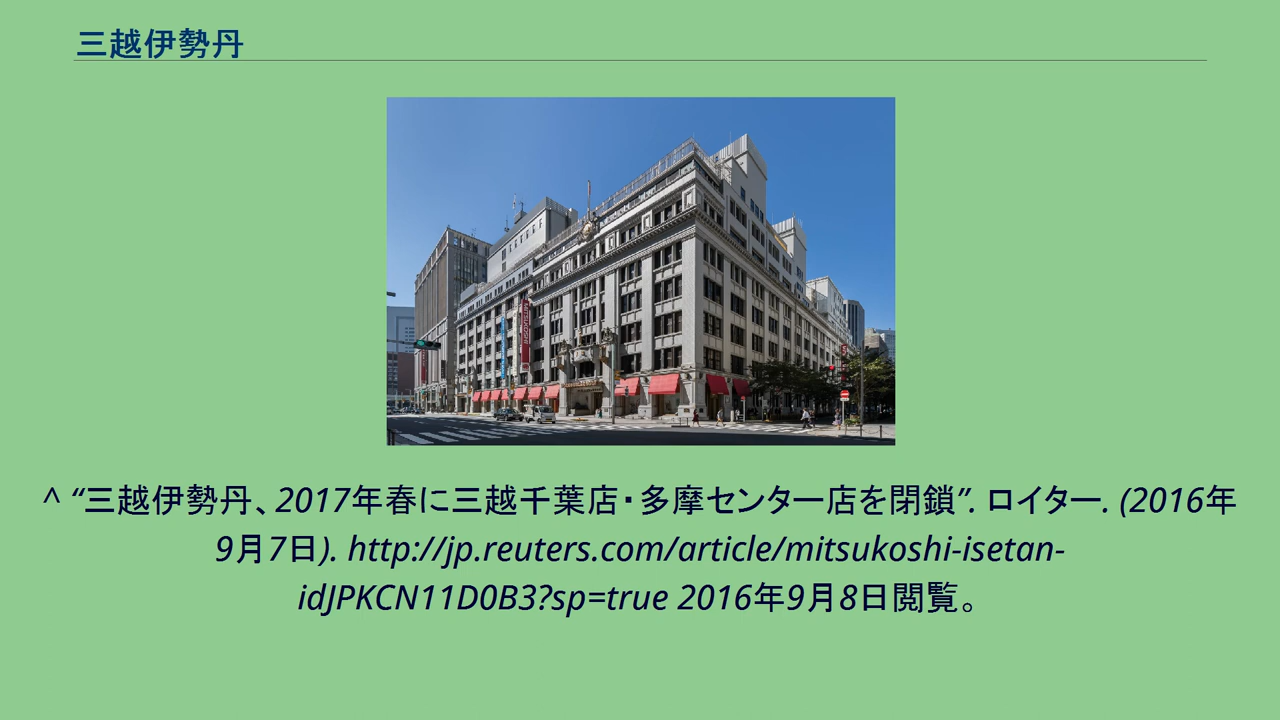 三越伊勢丹
MITSUKOSHI
^ “三越伊勢丹、2017年春に三越千葉店・多摩センター店を閉鎖”. ロイター. (2016年
9月7日). http://jp.reuters.com/article/mitsukoshi-isetan-
idJPKCN11D0B3?sp=true 2016年9月8日閲覧。